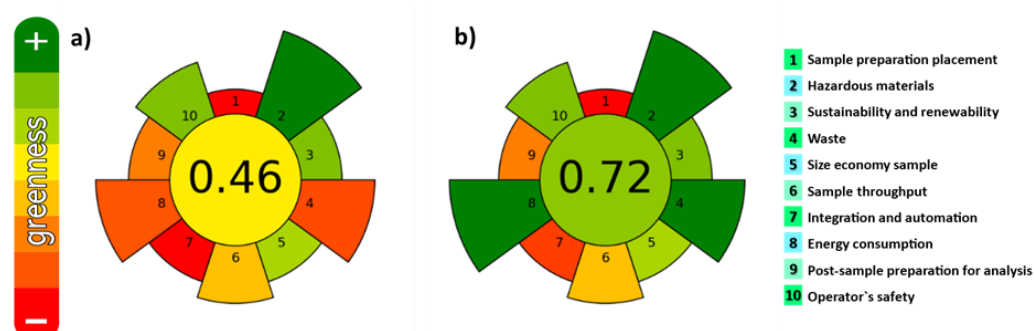 +
greenness
–
a)
1
2
3
4
5
6
7
8
9
10
0.46
b)
1
2
3
4
5
6
7
8
9
10
0.72
1 Sample preparation placement
2 Hazardous materials
3 Sustainability and renewability
4 Waste
5 Size economy sample
6 Sample throughput
7 Integration and automation
8 Energy consumption
9 Post-sample preparation for analysis
10 Operator`s safety